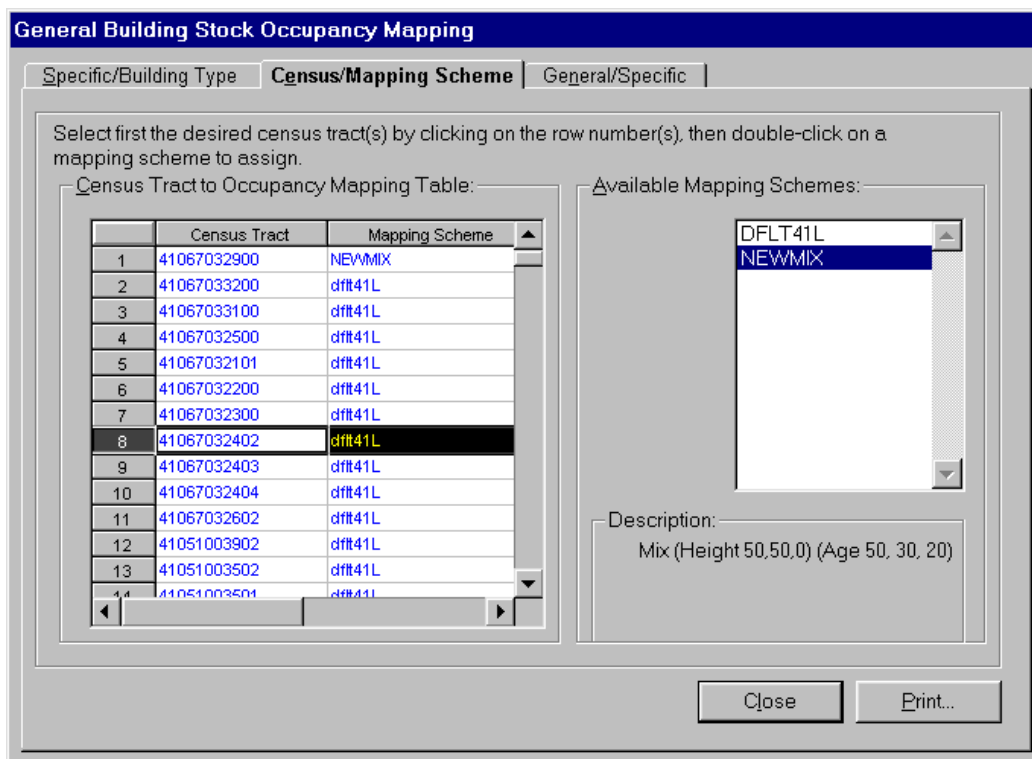 General Building Stock Occupancy Mapping
Specific/Building Type Census/Mapping Scheme General/Specific
Select first the desired census tract(s) by clicking on the row number(s), then double-click on a
mapping scheme to assign.
Census Tract to Occupancy Mapping Table:
Census Tract Mapping Scheme
1 41067032900 NEWMIX
2 41067033200 dflt41L
3 41067033100 dflt41L
4 41067032500 dflt41L
5 41067032101 dflt41L
6 41067032200 dflt41L
7 41067032300 dflt41L
8 41067032402 dflt41L
9 41067032403 dflt41L
10 41067032404 dflt41L
11 41067032602 dflt41L
12 41051003902 dflt41L
13 41051003502 dflt41L
14 41051003501 dflt41L
Available Mapping Schemes:
DFLT41L
NEWMIX
Description:
Mix (Height 50,50,0) (Age 50, 30, 20)
Close Print...